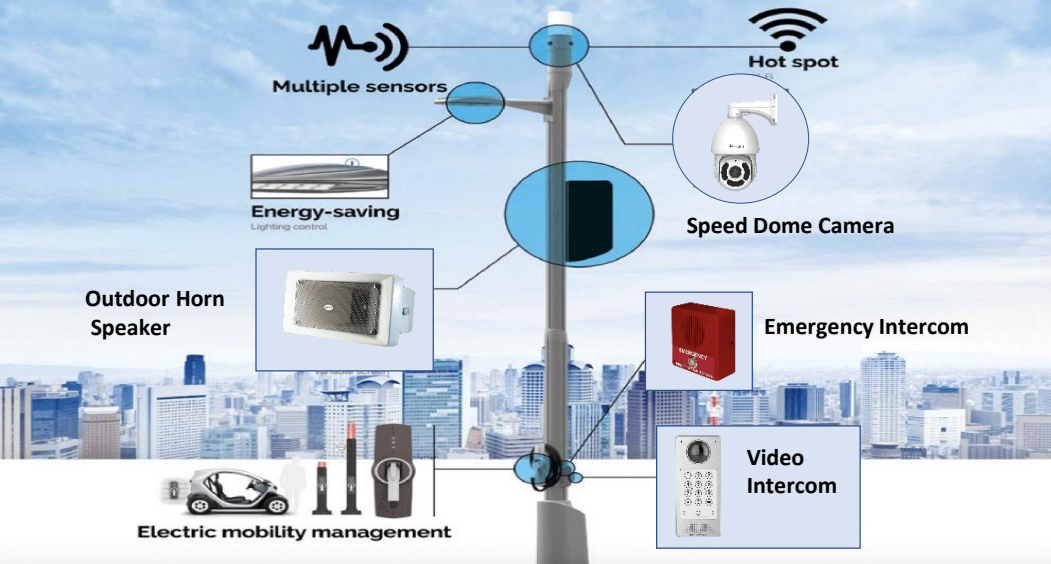 Multiple sensors
Hot spot
Energy-saving
Lighting control
Speed Dome Camera
Outdoor Horn
Speaker
Emergency Intercom
EMERGENCY
Video
Intercom
Electric mobility management